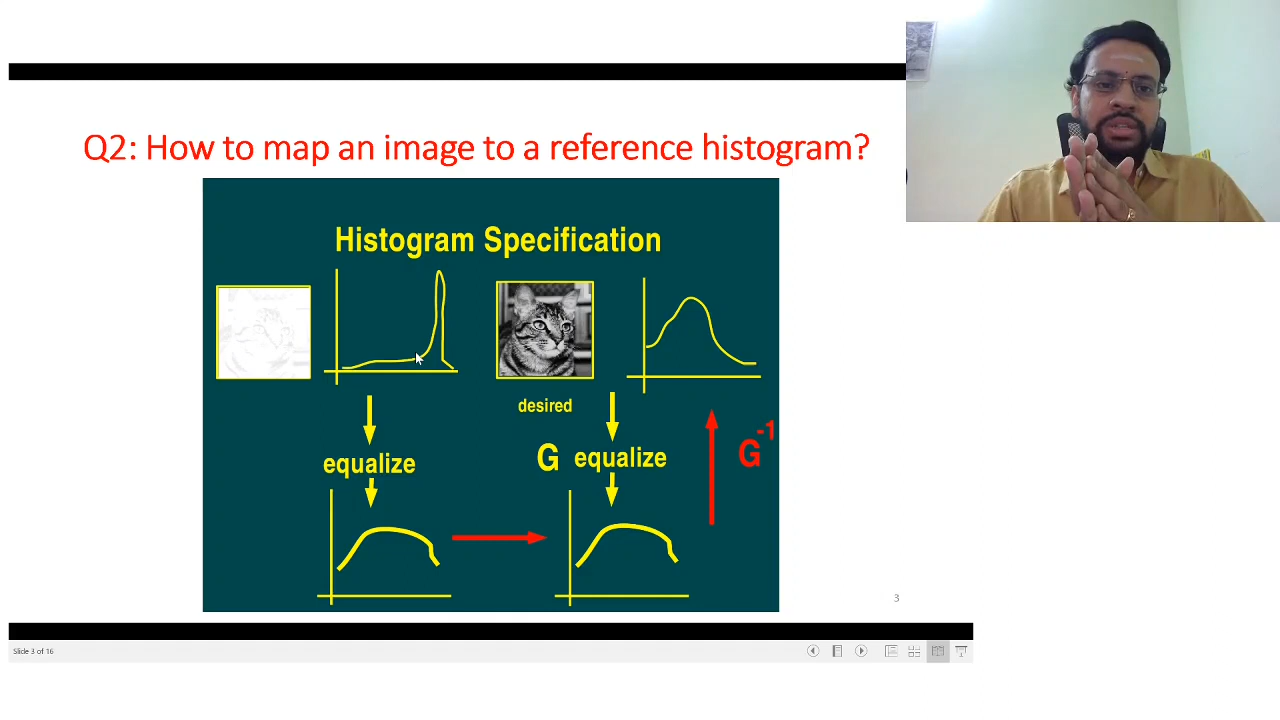 Q2: How to map an image to a reference histogram?
Histogram Specification
desired
equalize
G equalize
G-1
3
Slide 3 of 16